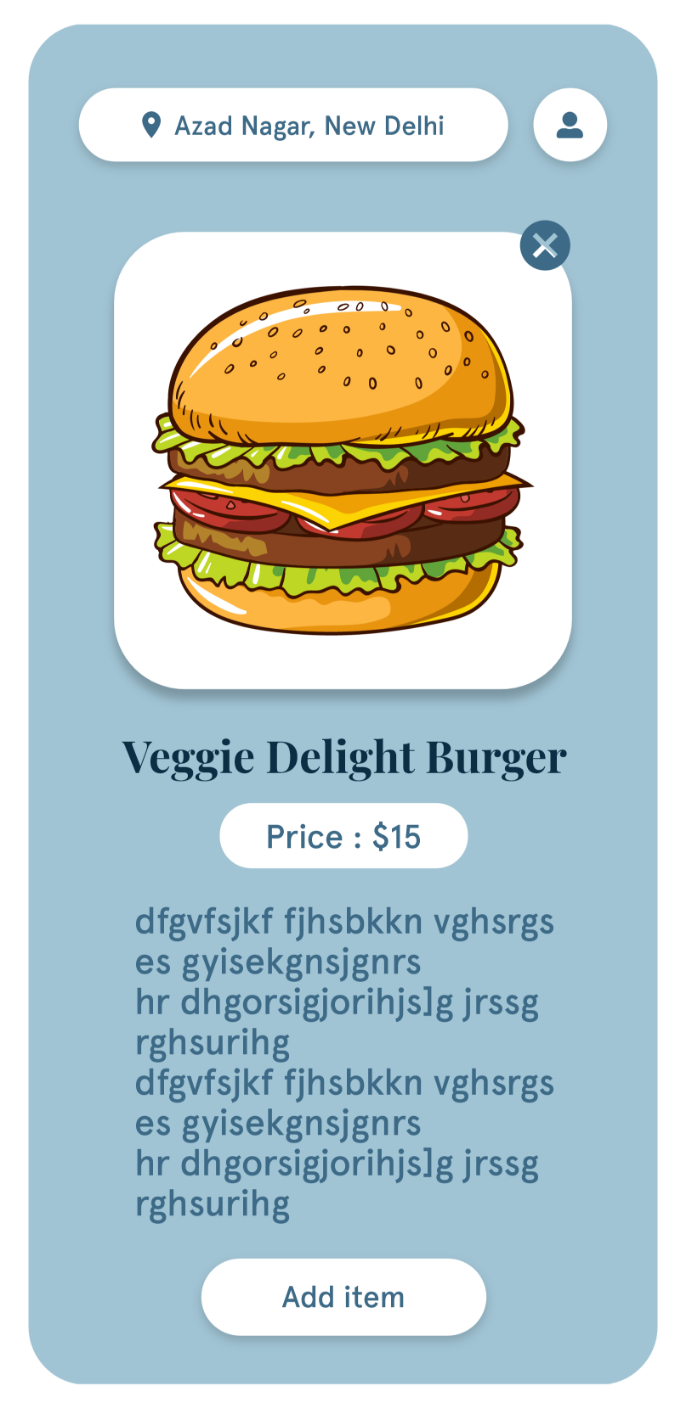 Azad Nagar, New Delhi
Veggie Delight Burger
Price : $15
dfgvfsjkf fjhsbkkn vghsrgs
es gyisekgnsjgnrs
hr dhgorsigjorihjs]g jrssg
rghsurihg
dfgvfsjkf fjhsbkkn vghsrgs
es gyisekgnsjgnrs
hr dhgorsigjorihjs]g jrssg
rghsurihg
Add item